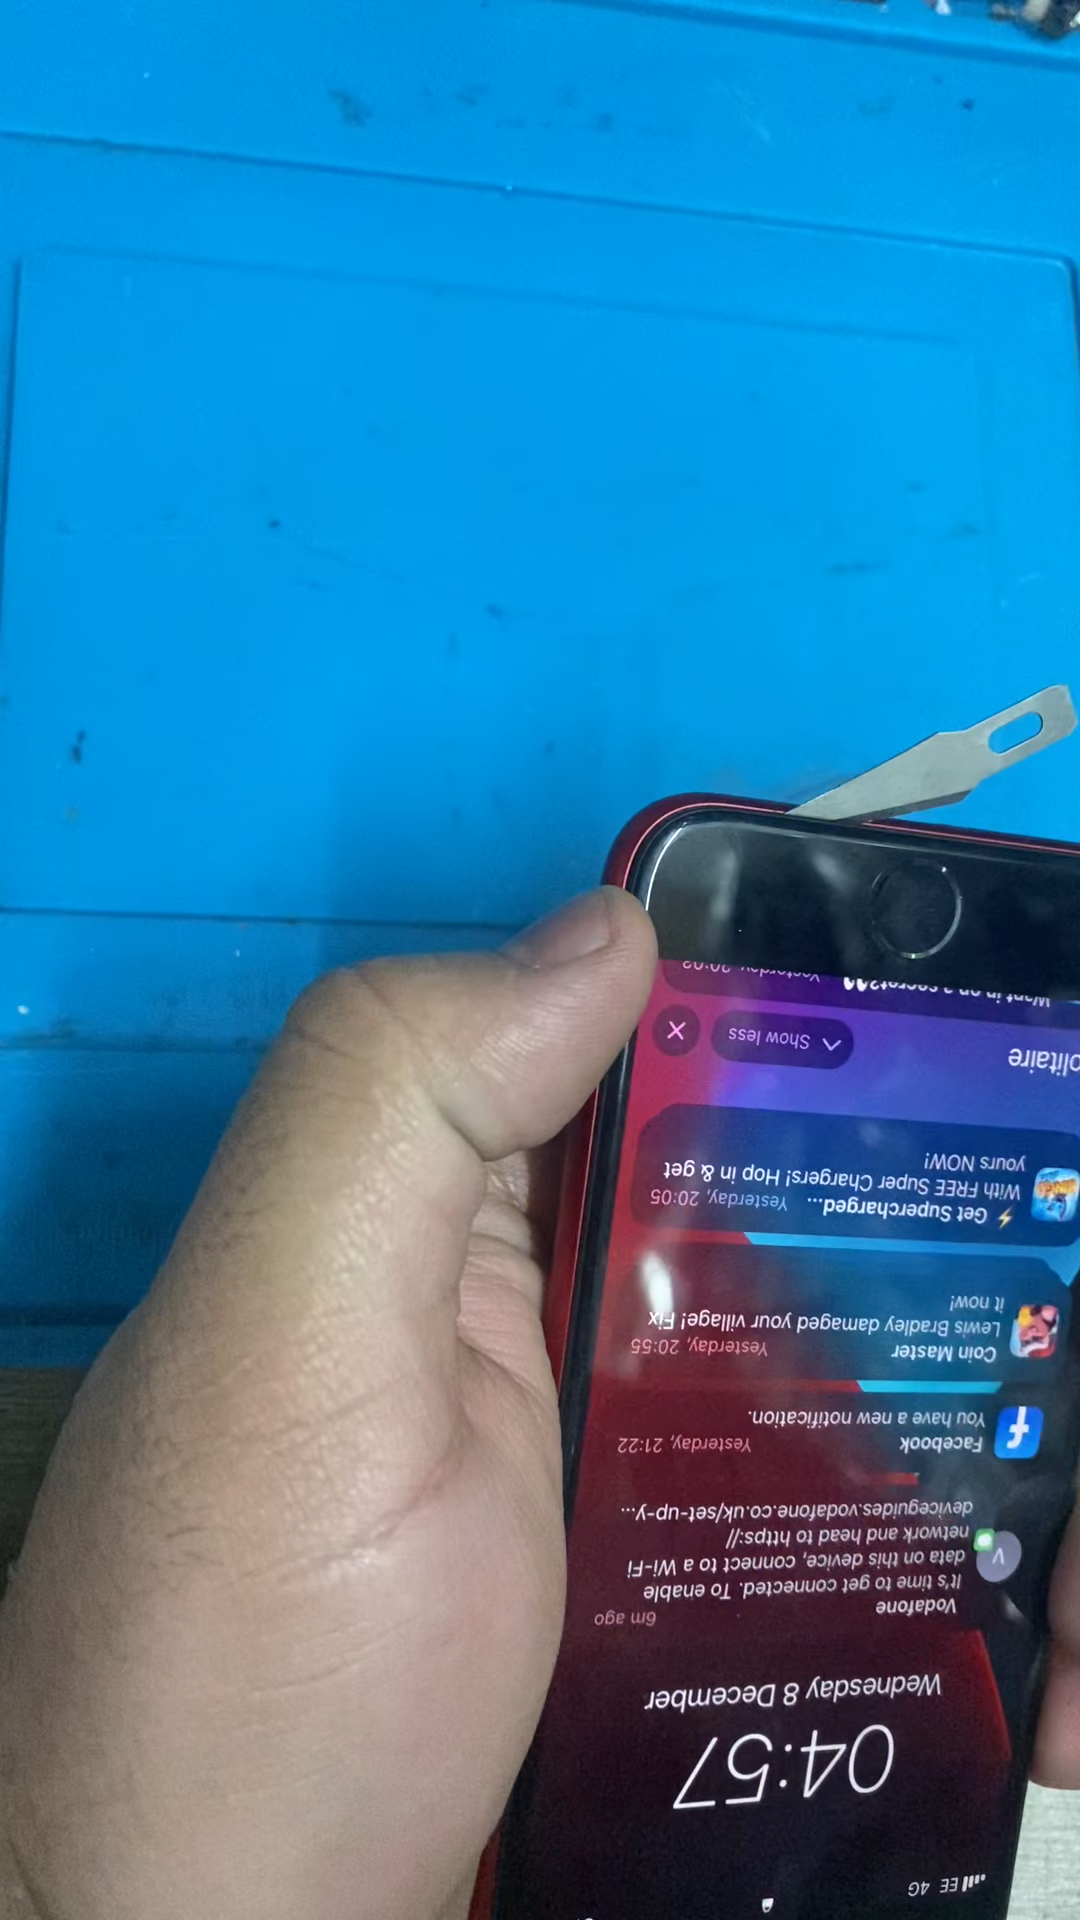 EE 4G
04:57
Wednesday 8 December
Vodafone 6m ago
It's time to get connected. To enable
data on this device, connect to a Wi-Fi
network and head to https://
deviceguides.vodafone.co.uk/set-up-y...
V
Facebook Yesterday, 21:22
You have a new notification.
Coin Master Yesterday, 20:55
Lewis Bradley damaged your village! Fix
it now!
⚡ Get Supercharged... Yesterday, 20:05
With FREE Super Chargers! Hop in & get
yours NOW!
olitaire Show less
Want in on a secret? Yesterday, 20:02